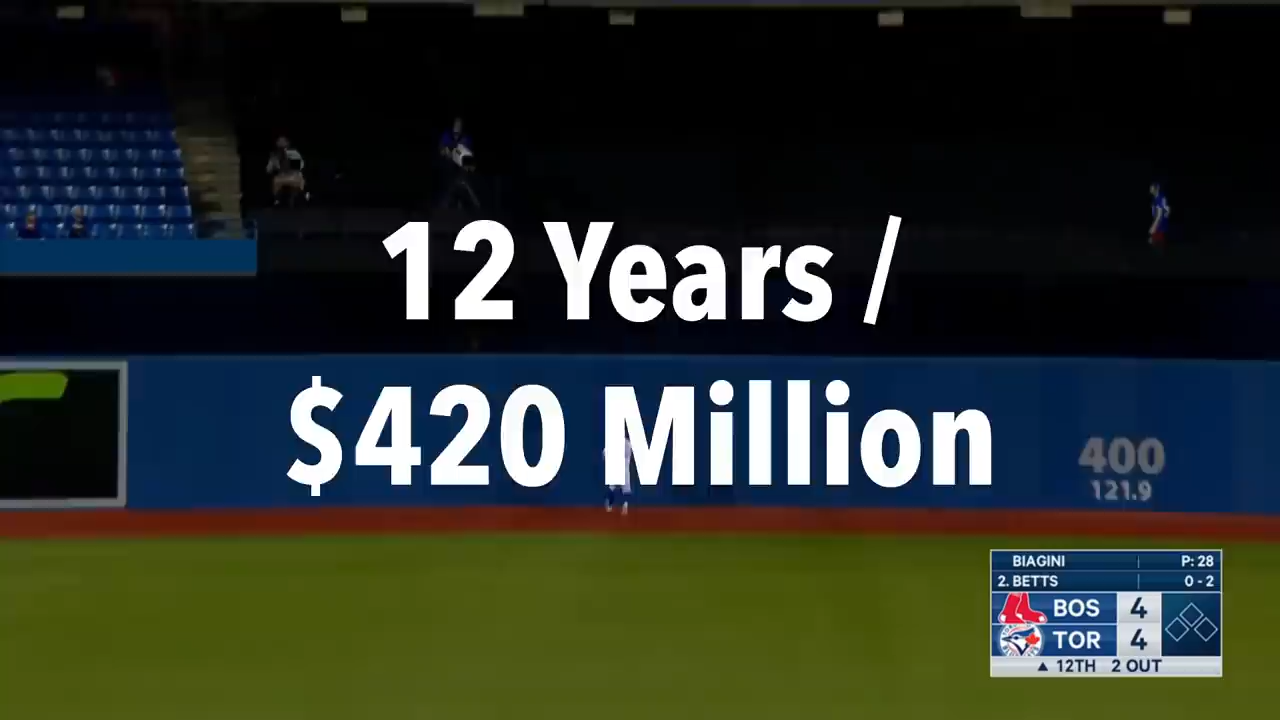 12 Years /
$420 Million
400
121.9
BIAGINI P: 28
2. BETTS 0 - 2
BOS 4
TOR 4
▲ 12TH 2 OUT